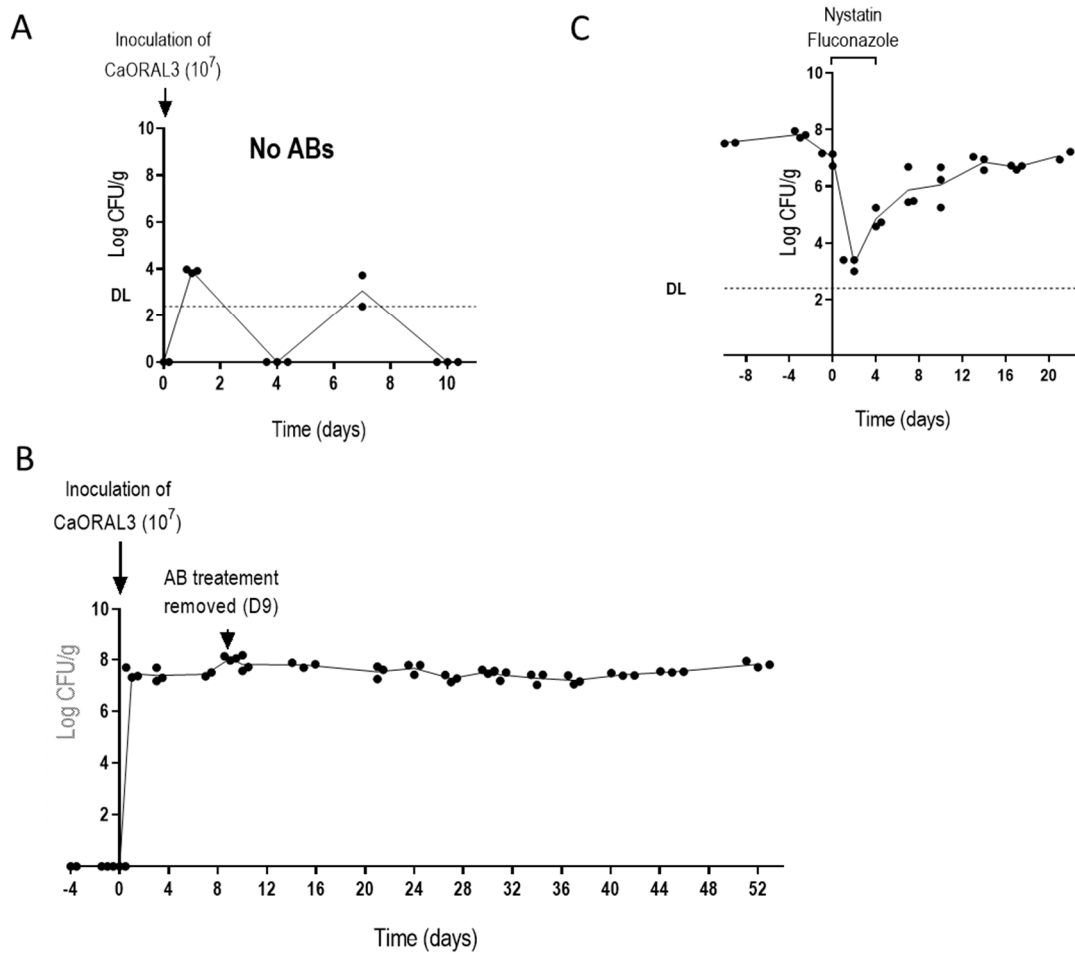 A
Inoculation of
CaORAL3 (10⁷)
No ABs
Log CFU/g
10
8
6
4
DL
2
0
0 2 4 6 8 10
Time (days)
C
Nystatin
Fluconazole
Log CFU/g
10
8
6
4
DL
2
-8 -4 0 4 8 12 16 20
Time (days)
B
Inoculation of
CaORAL3 (10⁷)
AB treatement
removed (D9)
Log CFU/g
10
8
6
4
2
-4 0 4 8 12 16 20 24 28 32 36 40 44 48 52
Time (days)